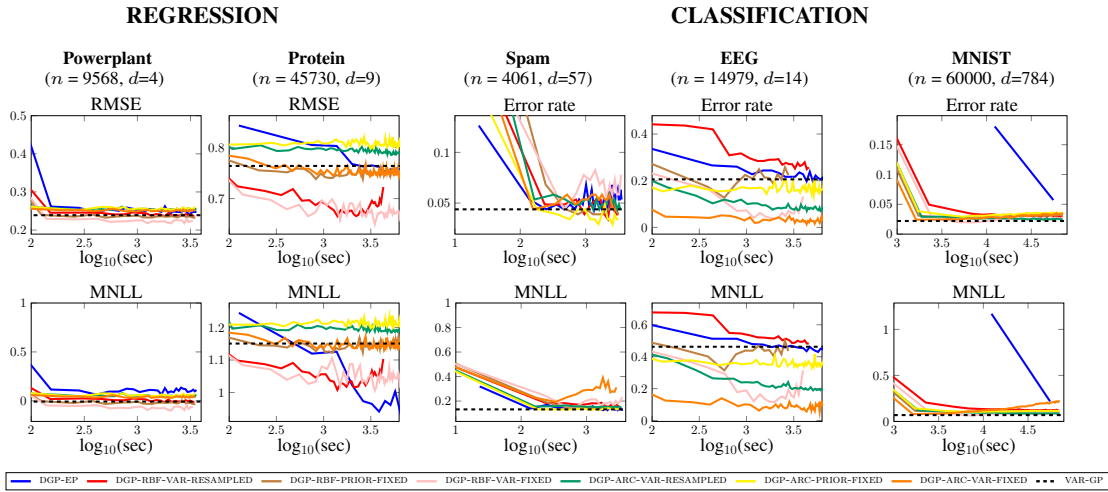 REGRESSION CLASSIFICATION
Powerplant Protein Spam EEG MNIST
(n = 9568, d=4) (n = 45730, d=9) (n = 4061, d=57) (n = 14979, d=14) (n = 60000, d=784)
RMSE RMSE Error rate Error rate Error rate
0.5 0.4 0.3 0.2
2 2.5 3 3.5
0.8 0.7
2 2.5 3 3.5
0.1 0.05
1 2 3
0.4 0.2 0
2 2.5 3 3.5
0.15 0.1 0.05 0
3 3.5 4 4.5
log10(sec) log10(sec) log10(sec) log10(sec) log10(sec)
MNLL MNLL MNLL MNLL MNLL
1 0.5 0
2 2.5 3 3.5
1.2 1.1 1
2 2.5 3 3.5
0.8 0.6 0.4 0.2
1 1.5 2 2.5 3 3.5
0.6 0.4 0.2 0
2 2.5 3 3.5
1 0.5 0
3 3.5 4 4.5
log10(sec) log10(sec) log10(sec) log10(sec) log10(sec)
DGP-EP DGP-RBF-VAR-RESAMPLED DGP-RBF-PRIOR-FIXED DGP-RBF-VAR-FIXED DGP-ARC-VAR-RESAMPLED DGP-ARC-PRIOR-FIXED DGP-ARC-VAR-FIXED VAR-GP